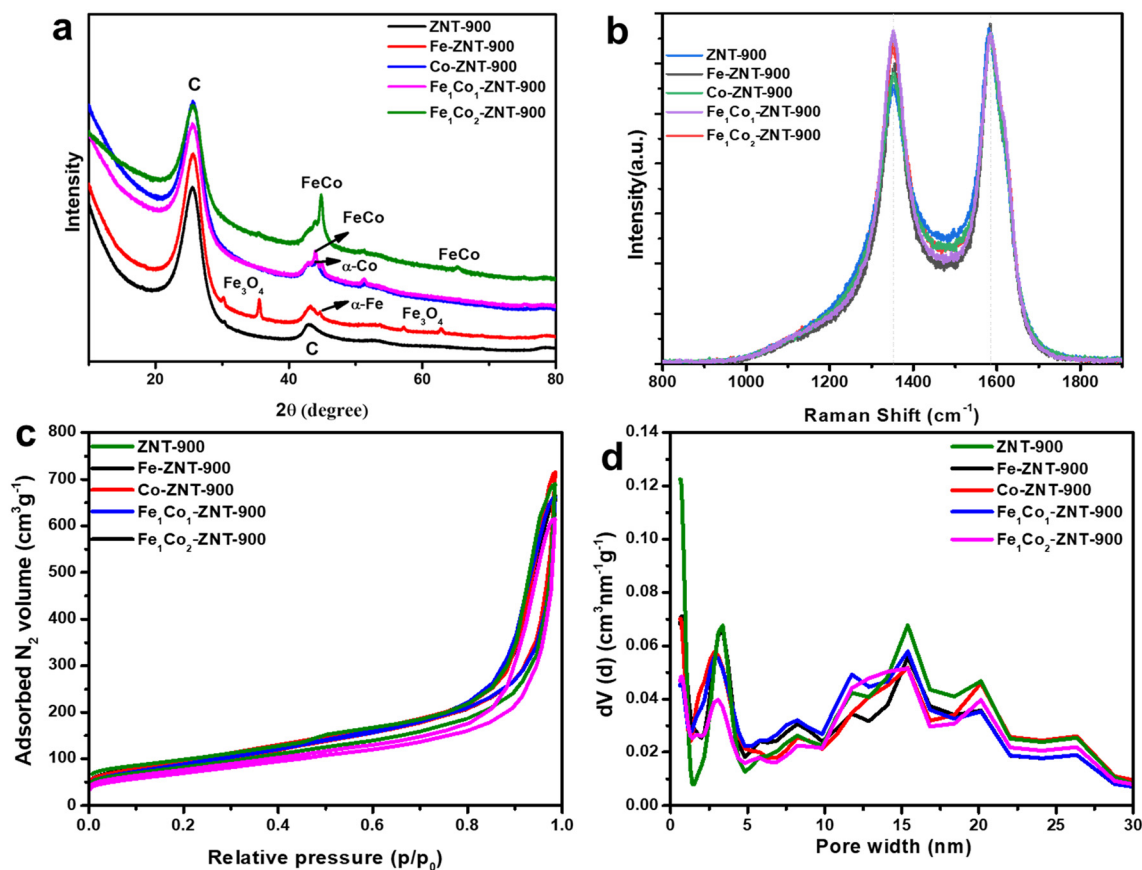 a
ZNT-900
Fe-ZNT-900
Co-ZNT-900
Fe₁Co₁-ZNT-900
Fe₁Co₂-ZNT-900
C
FeCo
FeCo
FeCo
α-Co
Fe₃O₄
α-Fe
Fe₃O₄
C
Intensity
20
40
60
80
2θ (degree)
b
ZNT-900
Fe-ZNT-900
Co-ZNT-900
Fe₁Co₁-ZNT-900
Fe₁Co₂-ZNT-900
Intensity(a.u.)
800
1000
1200
1400
1600
1800
Raman Shift (cm⁻¹)
c
ZNT-900
Fe-ZNT-900
Co-ZNT-900
Fe₁Co₁-ZNT-900
Fe₁Co₂-ZNT-900
Adsorbed N₂ volume (cm³g⁻¹)
800
700
600
500
400
300
200
100
0
0.0
0.2
0.4
0.6
0.8
1.0
Relative pressure (p/p₀)
d
ZNT-900
Fe-ZNT-900
Co-ZNT-900
Fe₁Co₁-ZNT-900
Fe₁Co₂-ZNT-900
dV (d) (cm³nm⁻¹g⁻¹)
0.14
0.12
0.10
0.08
0.06
0.04
0.02
0.00
0
5
10
15
20
25
30
Pore width (nm)